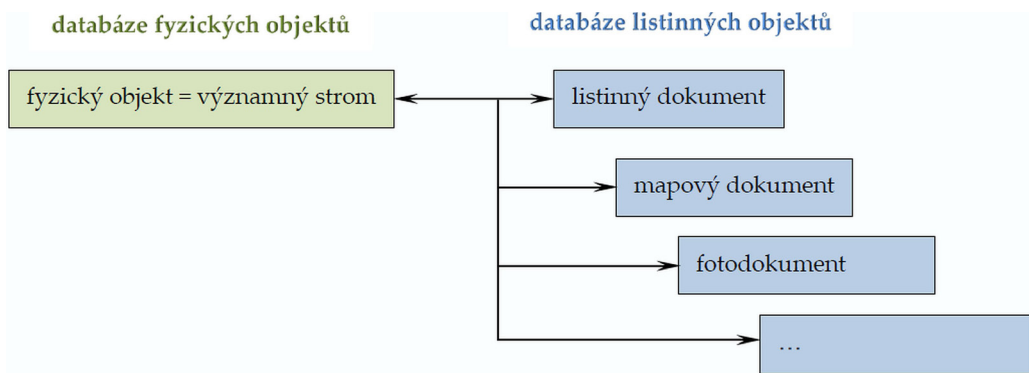 databáze fyzických objektů
databáze listinných objektů
fyzický objekt = významný strom
listinný dokument
mapový dokument
fotodokument
…